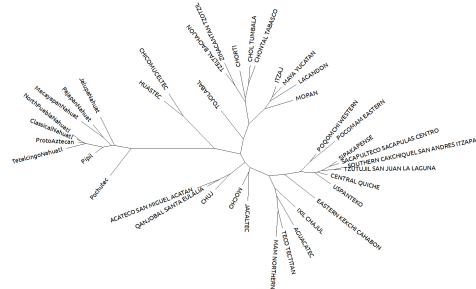 CHICOMUCELTEC
HUASTEC
TOJOLABAL
TZELTAL BACHAJON
ZINACANTAN TZOTZIL
CHORTI
CHOL TUMBALA
CHONTAL TABASCO
ITZAJ
MAYA YUCATAN
LACANDON
MOPAN
POQOMCHI WESTERN
POCOMAM EASTERN
SIPAKAPENSE
SACAPULTECO SACAPULAS CENTRO
SOUTHERN CAKCHIQUEL SAN ANDRES ITZAPA
TZUTUJIL SAN JUAN LA LAGUNA
CENTRAL QUICHE
USPANTEKO
EASTERN KEKCHI CAHABON
IXIL CHAJUL
AGUACATEC
TECO TECTITAN
MAM NORTHERN
JACALTEC
MOCHO
CHUJ
QANJOBAL SANTA EULALIA
ACATECO SAN MIGUEL ACATAN
Pochutec
Pipil
TetelcingoNahuatl
ProtoAztecan
ClassicalNahuatl
NorthPueblaNahuatl
MecayapanNahuat
PajapanNahuat
JalupaNahuat